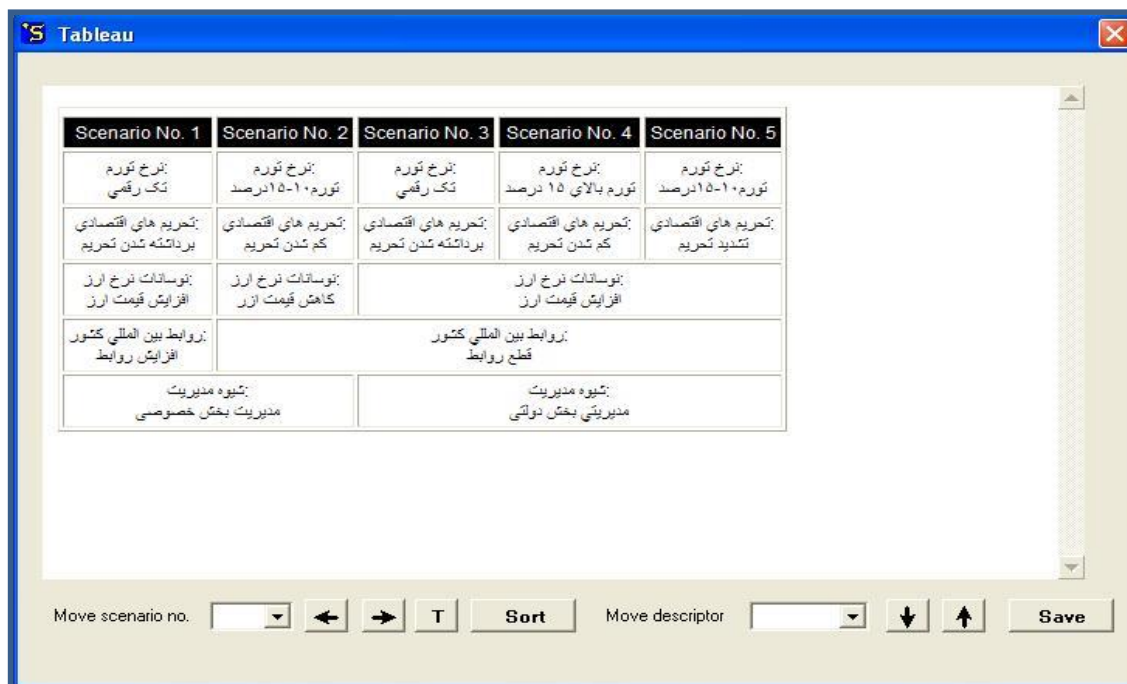 Tableau
Scenario No. 1 Scenario No. 2 Scenario No. 3 Scenario No. 4 Scenario No. 5
نرخ تورم: نرخ تورم: نرخ تورم: نرخ تورم: نرخ تورم:
تک رقمي تورم۱۰-۱۵درصد تک رقمي تورم بالاي ۱۵ درصد تورم۱۰-۱۵درصد
تحريم هاي اقتصادي: تحريم هاي اقتصادي: تحريم هاي اقتصادي: تحريم هاي اقتصادي: تحريم هاي اقتصادي:
برداشته شدن تحريم کم شدن تحريم برداشته شدن تحريم کم شدن تحريم تشديد تحريم
نوسانات نرخ ارز: نوسانات نرخ ارز: نوسانات نرخ ارز:
افزايش قيمت ارز کاهش قيمت ازر افزايش قيمت ارز
روابط بين المللي کشور: روابط بين المللي کشور:
افزايش روابط قطع روابط
شيوه مديريت: شيوه مديريت:
مديريت بخش خصوصي مديريتي بخش دولتي
Move scenario no. T Sort Move descriptor Save